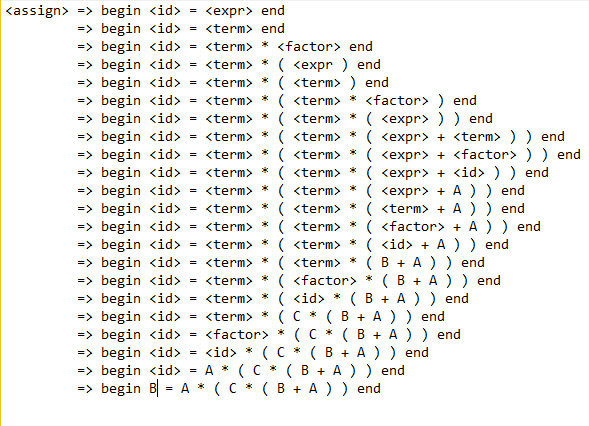 <assign> => begin <id> = <expr> end
=> begin <id> = <term> end
=> begin <id> = <term> * <factor> end
=> begin <id> = <term> * ( <expr ) end
=> begin <id> = <term> * ( <term> ) end
=> begin <id> = <term> * ( <term> * <factor> ) end
=> begin <id> = <term> * ( <term> * ( <expr> ) ) end
=> begin <id> = <term> * ( <term> * ( <expr> + <term> ) ) end
=> begin <id> = <term> * ( <term> * ( <expr> + <factor> ) ) end
=> begin <id> = <term> * ( <term> * ( <expr> + <id> ) ) end
=> begin <id> = <term> * ( <term> * ( <expr> + A ) ) end
=> begin <id> = <term> * ( <term> * ( <term> + A ) ) end
=> begin <id> = <term> * ( <term> * ( <factor> + A ) ) end
=> begin <id> = <term> * ( <term> * ( <id> + A ) ) end
=> begin <id> = <term> * ( <term> * ( B + A ) ) end
=> begin <id> = <term> * ( <factor> * ( B + A ) ) end
=> begin <id> = <term> * ( <id> * ( B + A ) ) end
=> begin <id> = <term> * ( C * ( B + A ) ) end
=> begin <id> = <factor> * ( C * ( B + A ) ) end
=> begin <id> = <id> * ( C * ( B + A ) ) end
=> begin <id> = A * ( C * ( B + A ) ) end
=> begin B = A * ( C * ( B + A ) ) end